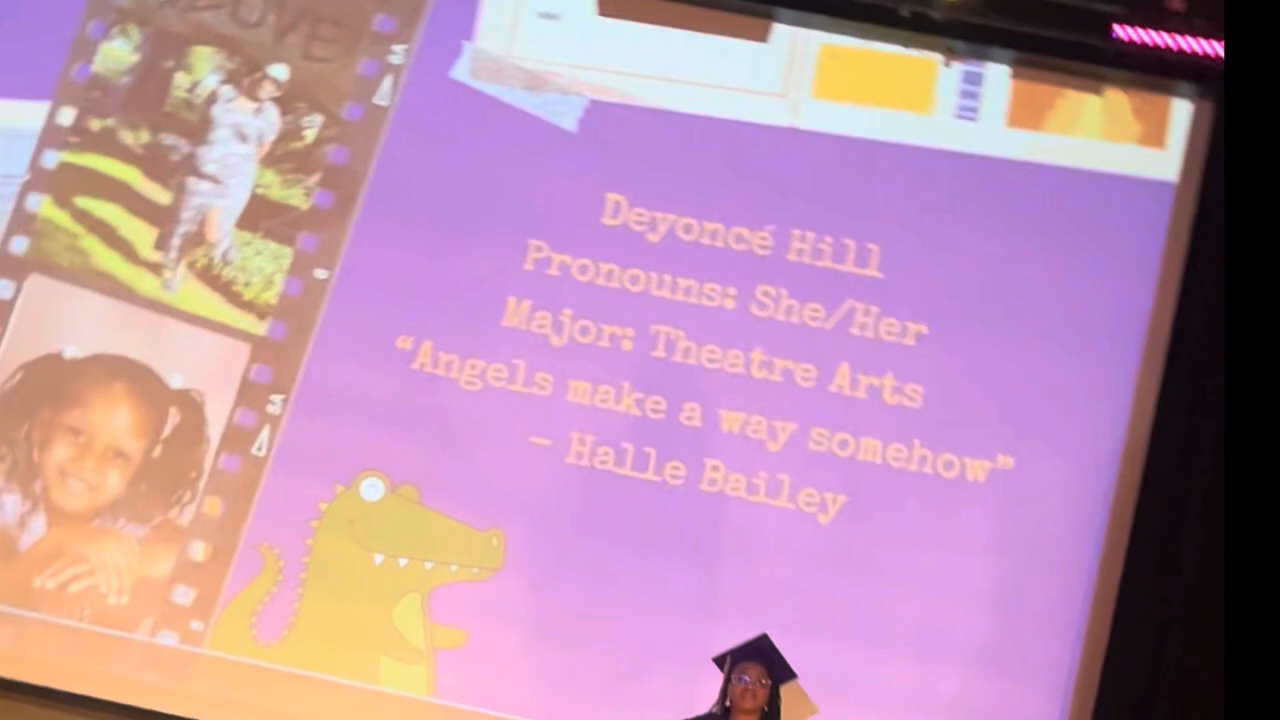 Deyoncé Hill
Pronouns: She/Her
Major: Theatre Arts
“Angels make a way somehow”
- Halle Bailey